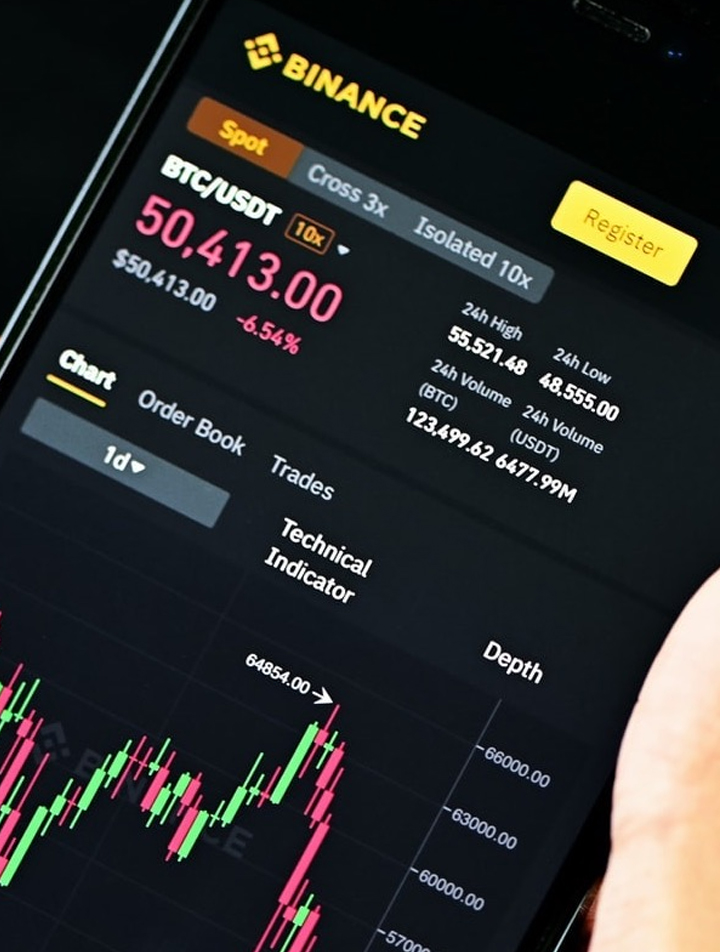 BINANCE
Spot
Cross 3x
Isolated 10x
Register
BTC/USDT
10x
50,413.00
$50,413.00
-6.54%
24h High
55,521.48
24h Low
48,555.00
24h Volume
(BTC)
123,499.62
24h Volume
(USDT)
6477.99M
Chart
Order Book
Trades
1d
Technical
Indicator
Depth
64854.00
66000.00
63000.00
60000.00
BINANCE